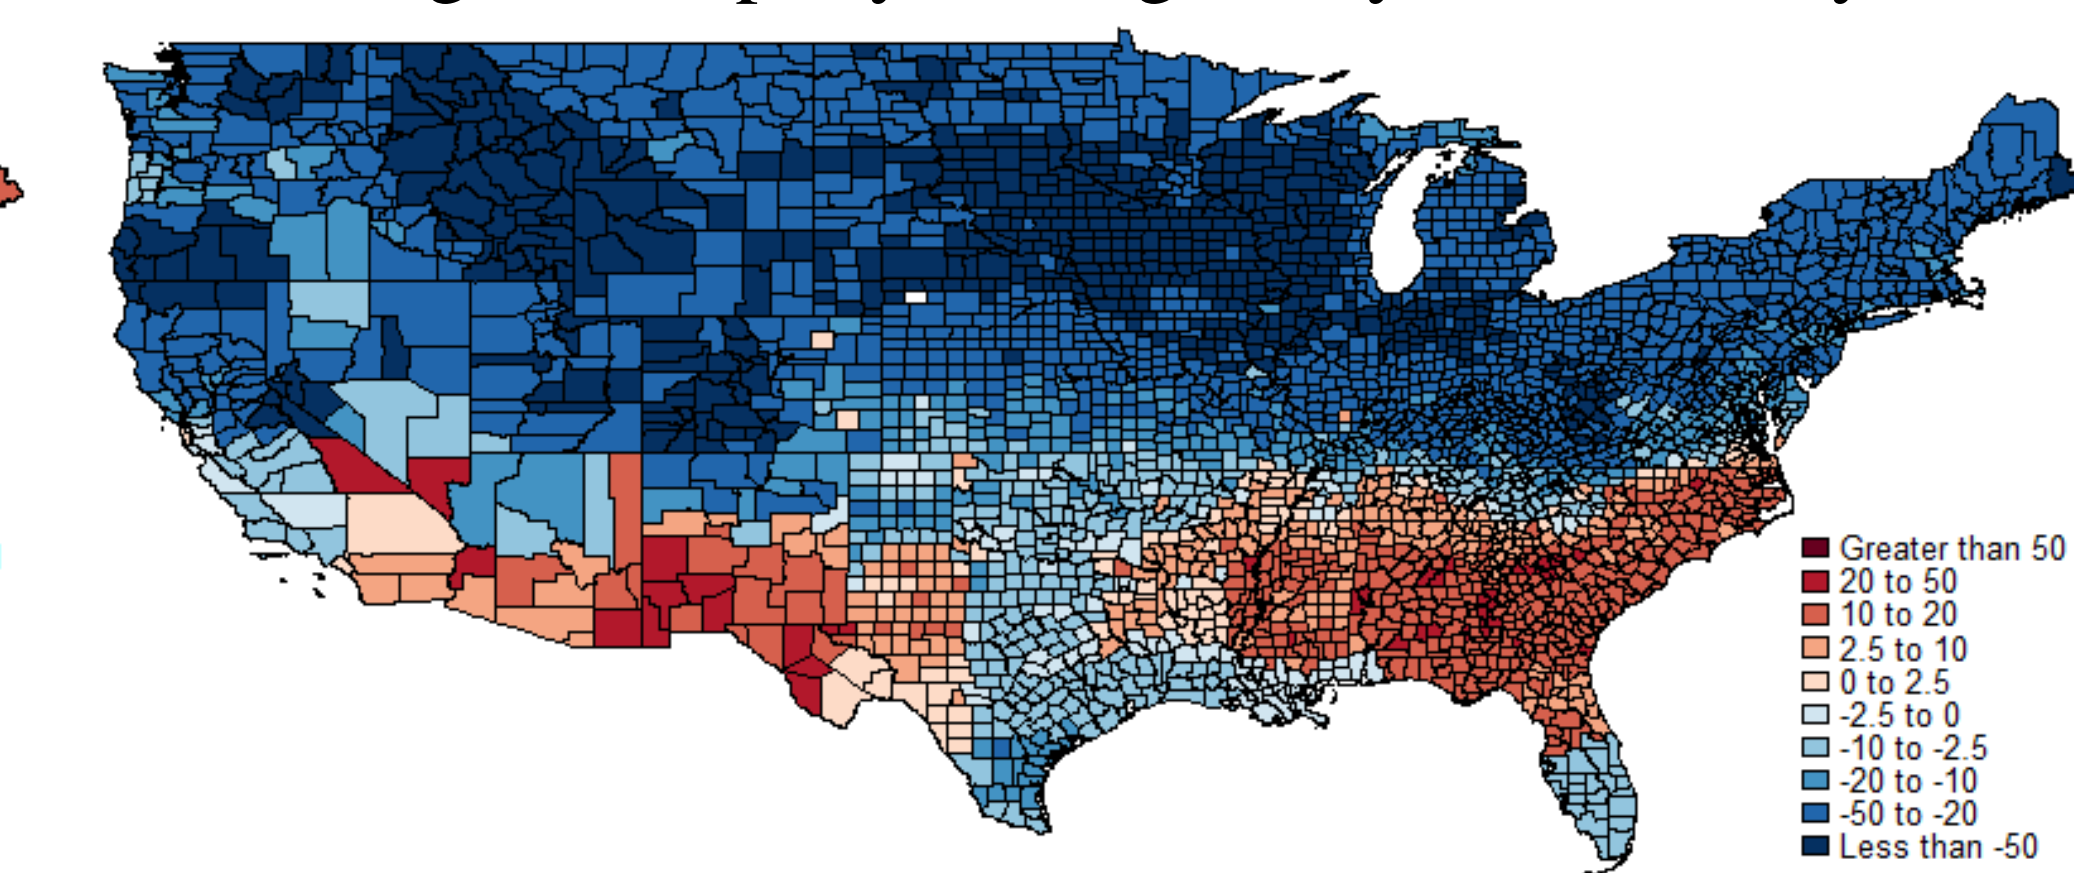 Greater than 50
20 to 50
10 to 20
2.5 to 10
0 to 2.5
-2.5 to 0
-10 to -2.5
-20 to -10
-50 to -20
Less than -50